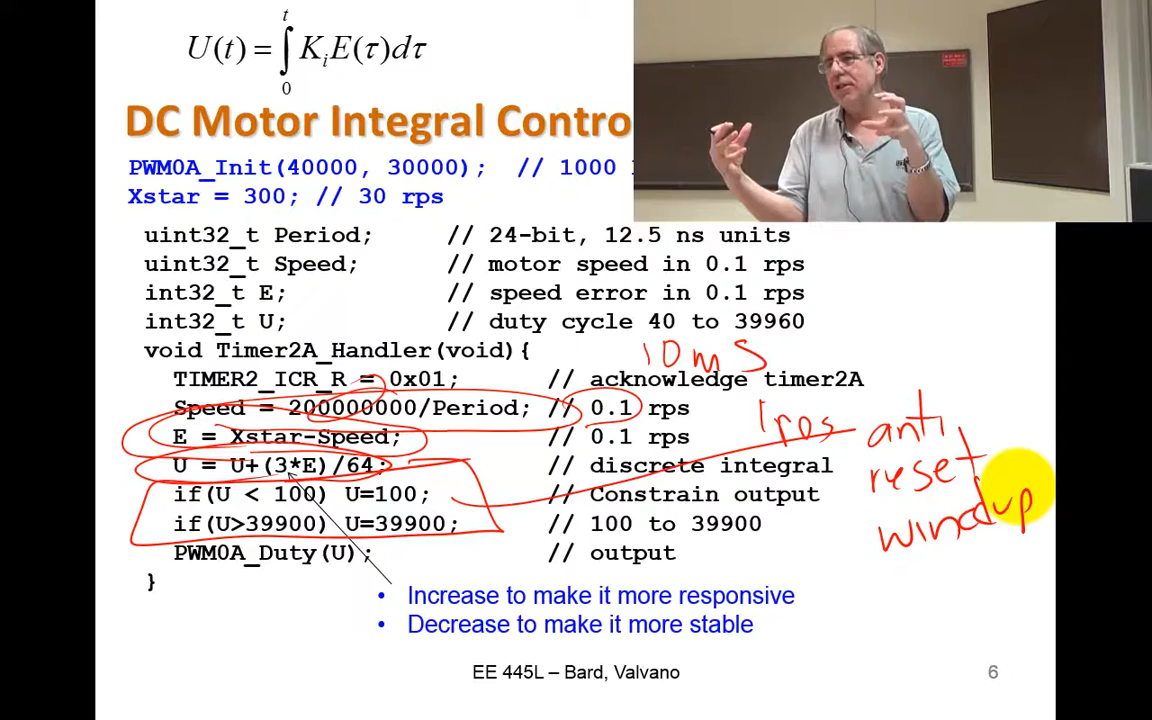 U(t) = ∫₀ᵗ KᵢE(τ)dτ
DC Motor Integral Contro
PWM0A_Init(40000, 30000); // 1000
Xstar = 300; // 30 rps
uint32_t Period; // 24-bit, 12.5 ns units
uint32_t Speed; // motor speed in 0.1 rps
int32_t E; // speed error in 0.1 rps
int32_t U; // duty cycle 40 to 39960
void Timer2A_Handler(void){
10ms
TIMER2_ICR_R = 0x01; // acknowledge timer2A
Speed = 200000000/Period; // 0.1 rps
1rps
E = Xstar-Speed; // 0.1 rps
U = U+(3*E)/64; // discrete integral
if(U < 100) U=100; // Constrain output
if(U>39900) U=39900; // 100 to 39900
PWM0A_Duty(U); // output
}
anti
reset
windup
• Increase to make it more responsive
• Decrease to make it more stable
EE 445L – Bard, Valvano
6